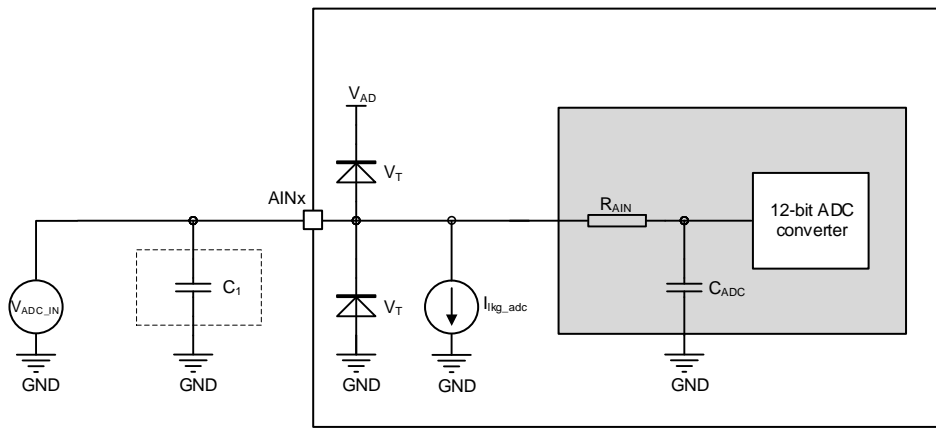 VAD
VT
AINx
RAIN
12-bit ADC
converter
C1
VADC_IN
VT
Ilkg_adc
CADC
GND
GND
GND
GND
GND